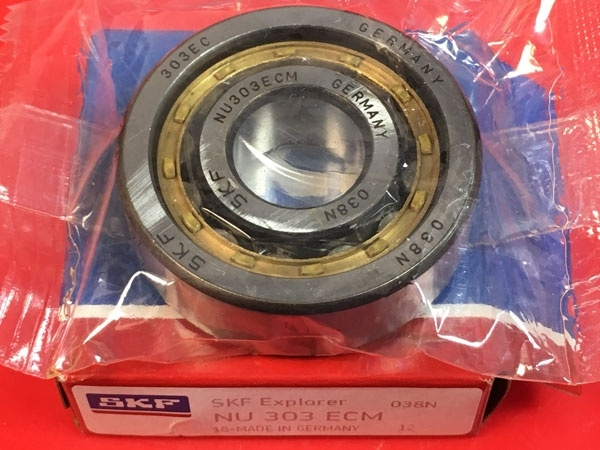 303EC GERMANY
NU303ECM GERMANY
SKF 038N
SKF 038N
SKF SKF Explorer 038N
NU 303 ECM
18-MADE IN GERMANY 12